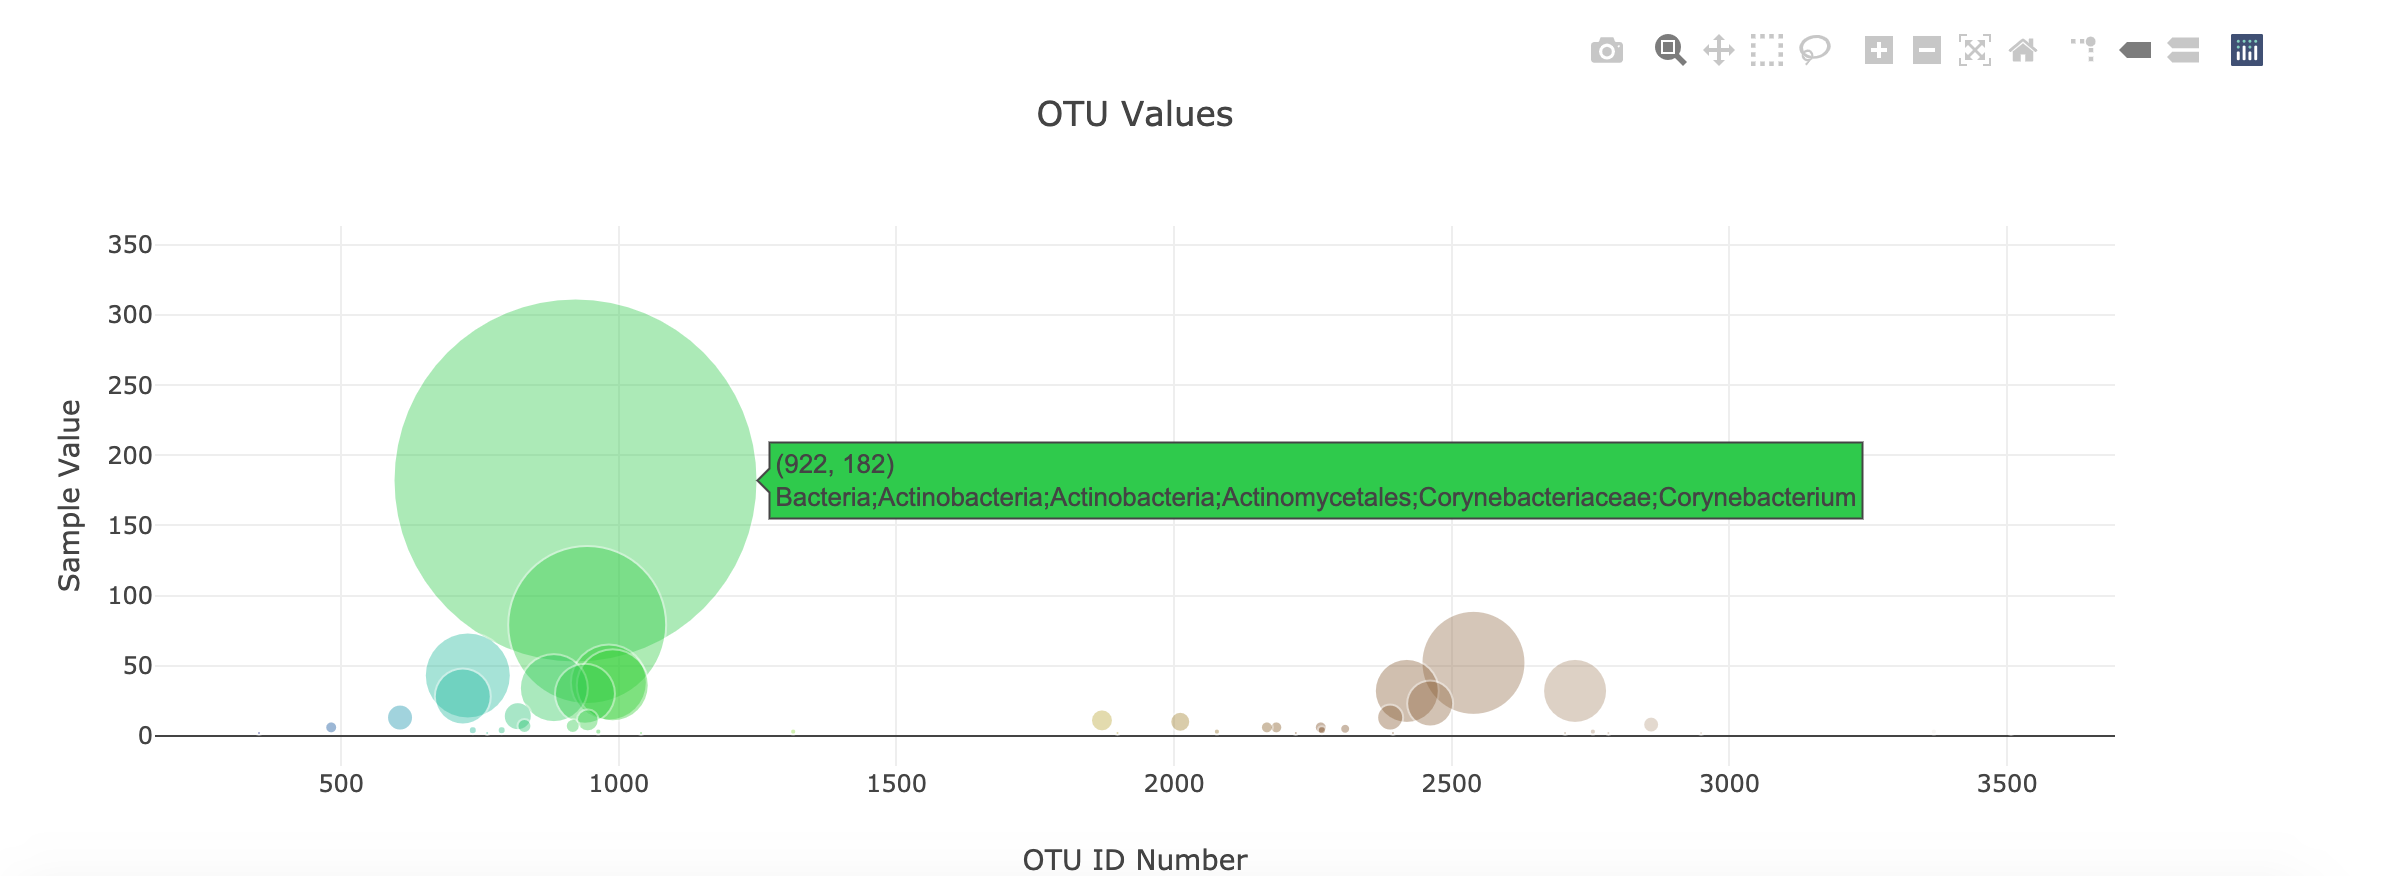 OTU Values
350
300
250
200
150
100
50
0
Sample Value
(922, 182)
Bacteria;Actinobacteria;Actinobacteria;Actinomycetales;Corynebacteriaceae;Corynebacterium
500 1000 1500 2000 2500 3000 3500
OTU ID Number